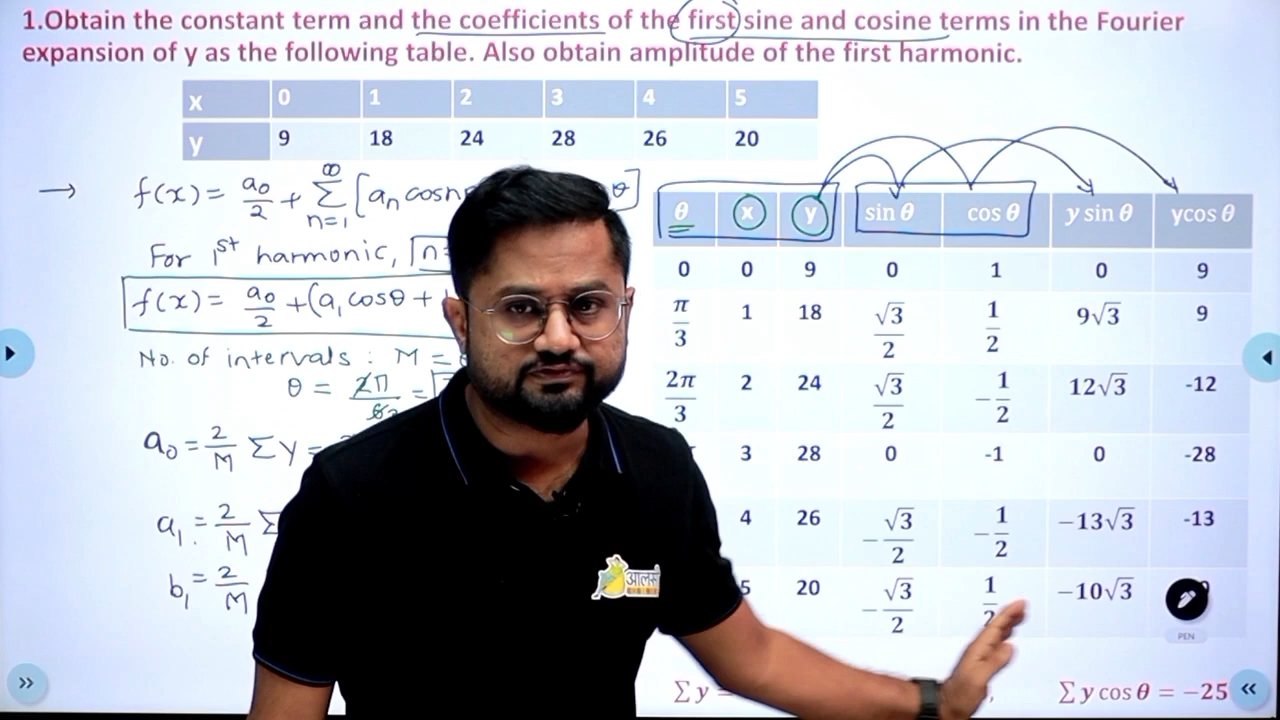 1.Obtain the constant term and the coefficients of the first sine and cosine terms in the Fourier
expansion of y as the following table. Also obtain amplitude of the first harmonic.
x 0 1 2 3 4 5
y 9 18 24 28 26 20
→ f(x) = a₀/2 + ∞Σn=1 [aₙ cosn θ]
For 1st harmonic, n
f(x) = a₀/2 + (a₁ cosθ +
No. of intervals : M =
θ = 2π/6 =
a₀ = 2/M Σy =
a₁ = 2/M Σ
b₁ = 2/M
θ x y sin θ cos θ y sin θ ycos θ
0 0 9 0 1 0 9
π/3 1 18 √3/2 1/2 9√3 9
2π/3 2 24 √3/2 −1/2 12√3 -12
3 28 0 -1 0 -28
4 26 −√3/2 −1/2 −13√3 -13
5 20 −√3/2 1/2 −10√3
PEN
Σ y = Σ y cos θ = −25
आलसी